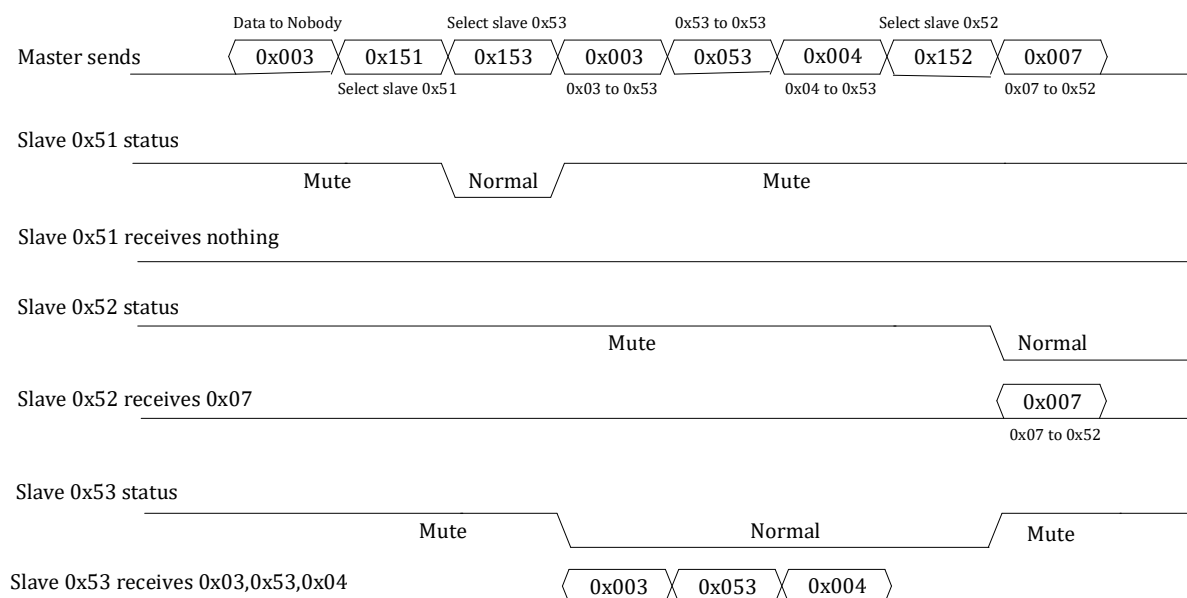 Data to Nobody Select slave 0x53 0x53 to 0x53 Select slave 0x52
Master sends 0x003 0x151 0x153 0x003 0x053 0x004 0x152 0x007
Select slave 0x51 0x03 to 0x53 0x04 to 0x53 0x07 to 0x52
Slave 0x51 status
Mute Normal Mute
Slave 0x51 receives nothing
Slave 0x52 status
Mute Normal
Slave 0x52 receives 0x07 0x007
0x07 to 0x52
Slave 0x53 status
Mute Normal Mute
Slave 0x53 receives 0x03,0x53,0x04 0x003 0x053 0x004